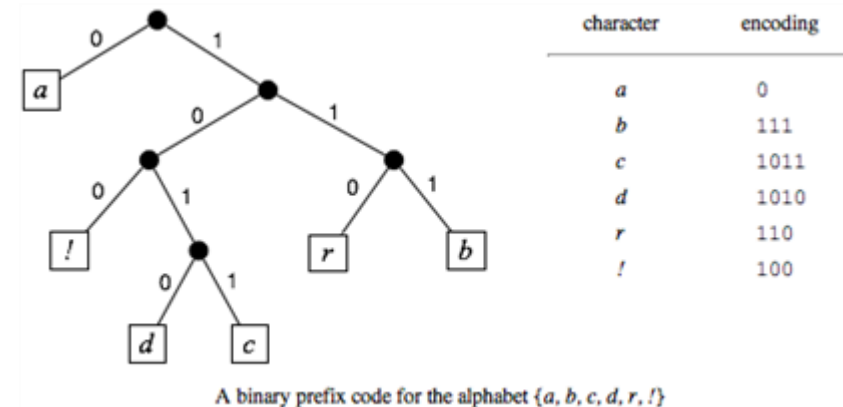 0
1
a
0
1
0
1
0
1
!
r
b
0
1
d
c
character encoding
a 0
b 111
c 1011
d 1010
r 110
! 100
A binary prefix code for the alphabet {a, b, c, d, r, !}